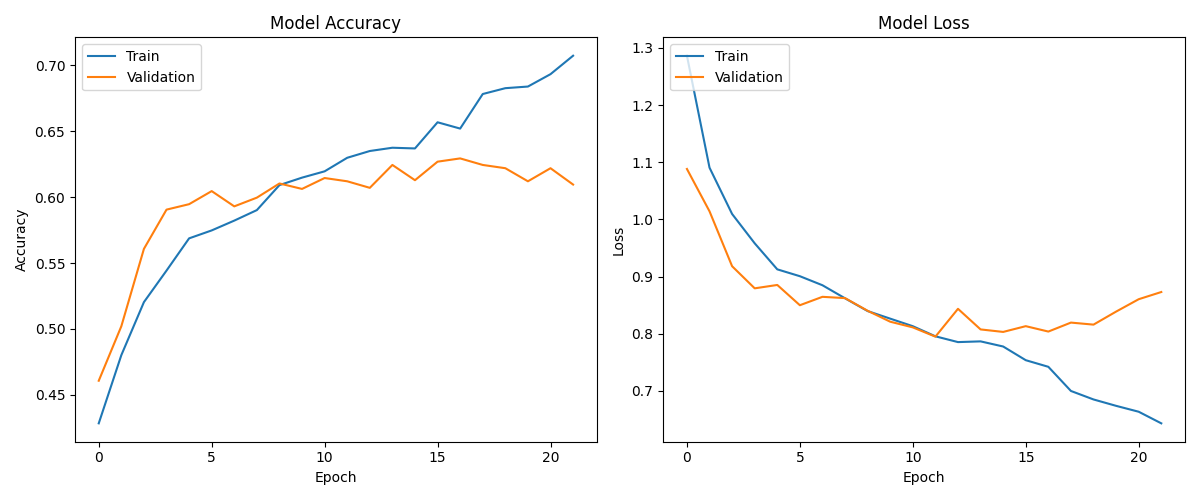 Model Accuracy
Train
Validation
0.70
0.65
0.60
0.55
0.50
0.45
Accuracy
0 5 10 15 20
Epoch
Model Loss
Train
Validation
1.3
1.2
1.1
1.0
0.9
0.8
0.7
Loss
0 5 10 15 20
Epoch